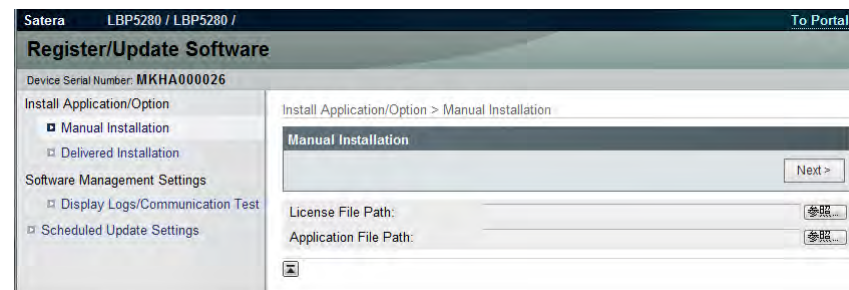 Satera LBP5280 / LBP5280 / To Portal
Register/Update Software
Device Serial Number: MKHA000026
Install Application/Option
Manual Installation
Delivered Installation
Software Management Settings
Display Logs/Communication Test
Scheduled Update Settings
Install Application/Option > Manual Installation
Manual Installation
Next >
License File Path: 参照...
Application File Path: 参照...